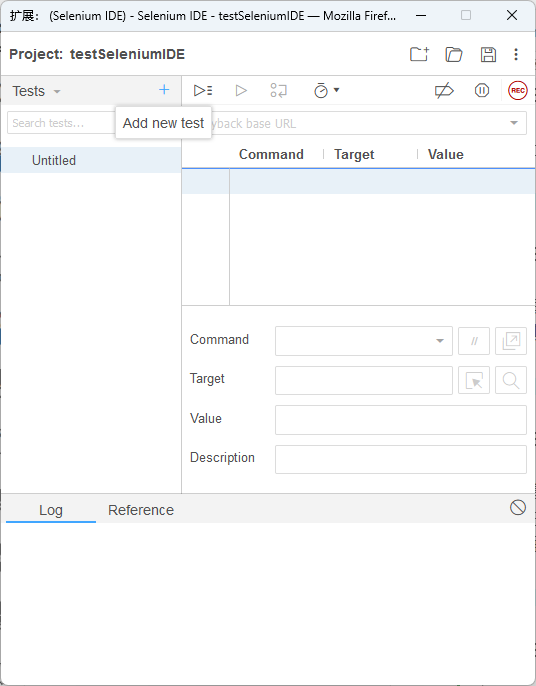 扩展: (Selenium IDE) - Selenium IDE - testSeleniumIDE — Mozilla Firef...
Project: testSeleniumIDE
Tests
REC
Search tests...
Add new test
yback base URL
Command Target Value
Untitled
Command
//
Target
Value
Description
Log Reference